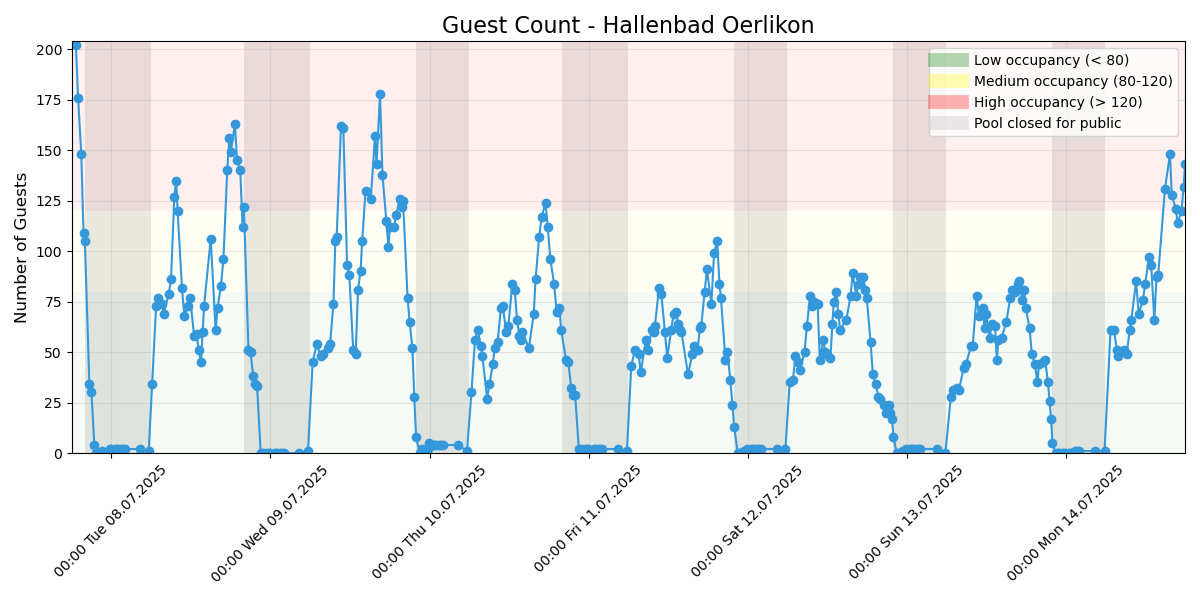 Guest Count - Hallenbad Oerlikon
Number of Guests
200
175
150
125
100
75
50
25
0
Low occupancy (< 80)
Medium occupancy (80-120)
High occupancy (> 120)
Pool closed for public
00:00 Tue 08.07.2025
00:00 Wed 09.07.2025
00:00 Thu 10.07.2025
00:00 Fri 11.07.2025
00:00 Sat 12.07.2025
00:00 Sun 13.07.2025
00:00 Mon 14.07.2025